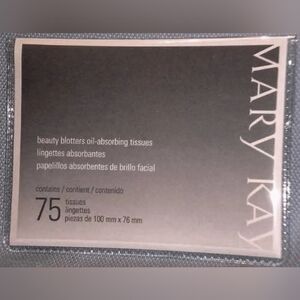 MARY KAY
beauty blotters oil-absorbing tissues
lingettes absorbantes
papelillos absorbentes de brillo facial
contains / contient / contenido
75 tissues
lingettes
piezas de 100 mm x 76 mm